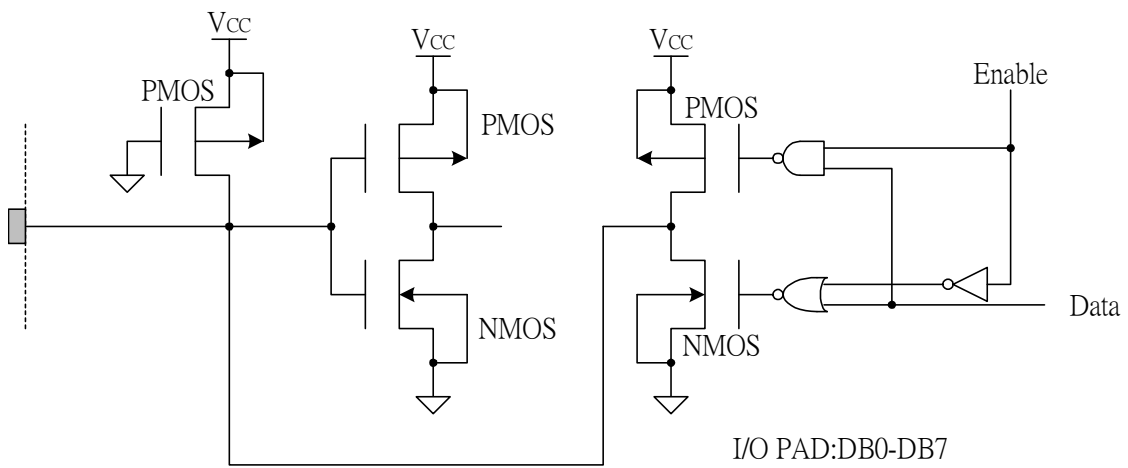 VCC
VCC
VCC
PMOS
PMOS
PMOS
Enable
NMOS
NMOS
Data
I/O PAD:DB0-DB7